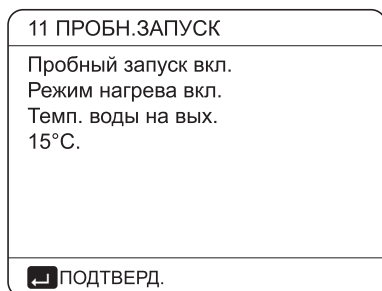 11 ПРОБН.ЗАПУСК
Пробный запуск вкл.
Режим нагрева вкл.
Темп. воды на вых.
15°C.
ПОДТВЕРД.